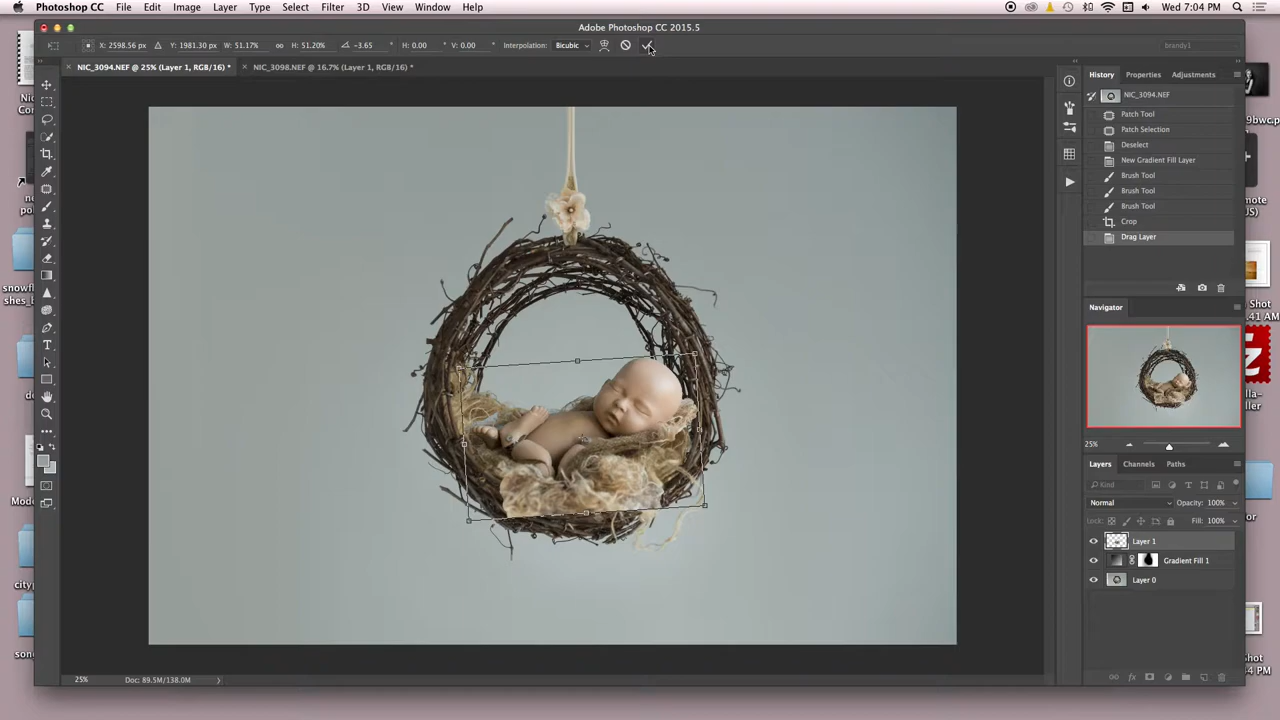 Photoshop CC File Edit Image Layer Type Select Filter 3D View Window Help
Wed 7:04 PM
Adobe Photoshop CC 2015.5
X: 2598.56 px Y: 1981.30 px W: 51.17% H: 51.20% -3.65 H: 0.00 V: 0.00 Interpolation: Bicubic
brandy1
× NIC_3094.NEF @ 25% (Layer 1, RGB/16) * × NIC_3098.NEF @ 16.7% (Layer 1, RGB/16) *
History Properties Adjustments
NIC_3094.NEF
Patch Tool
Patch Selection
Deselect
New Gradient Fill Layer
Brush Tool
Brush Tool
Brush Tool
Crop
Drag Layer
Navigator
25%
Layers Channels Paths
Kind
Normal Opacity: 100%
Lock: Fill: 100%
Layer 1
Gradient Fill 1
Layer 0
25% Doc: 89.5M/138.0M